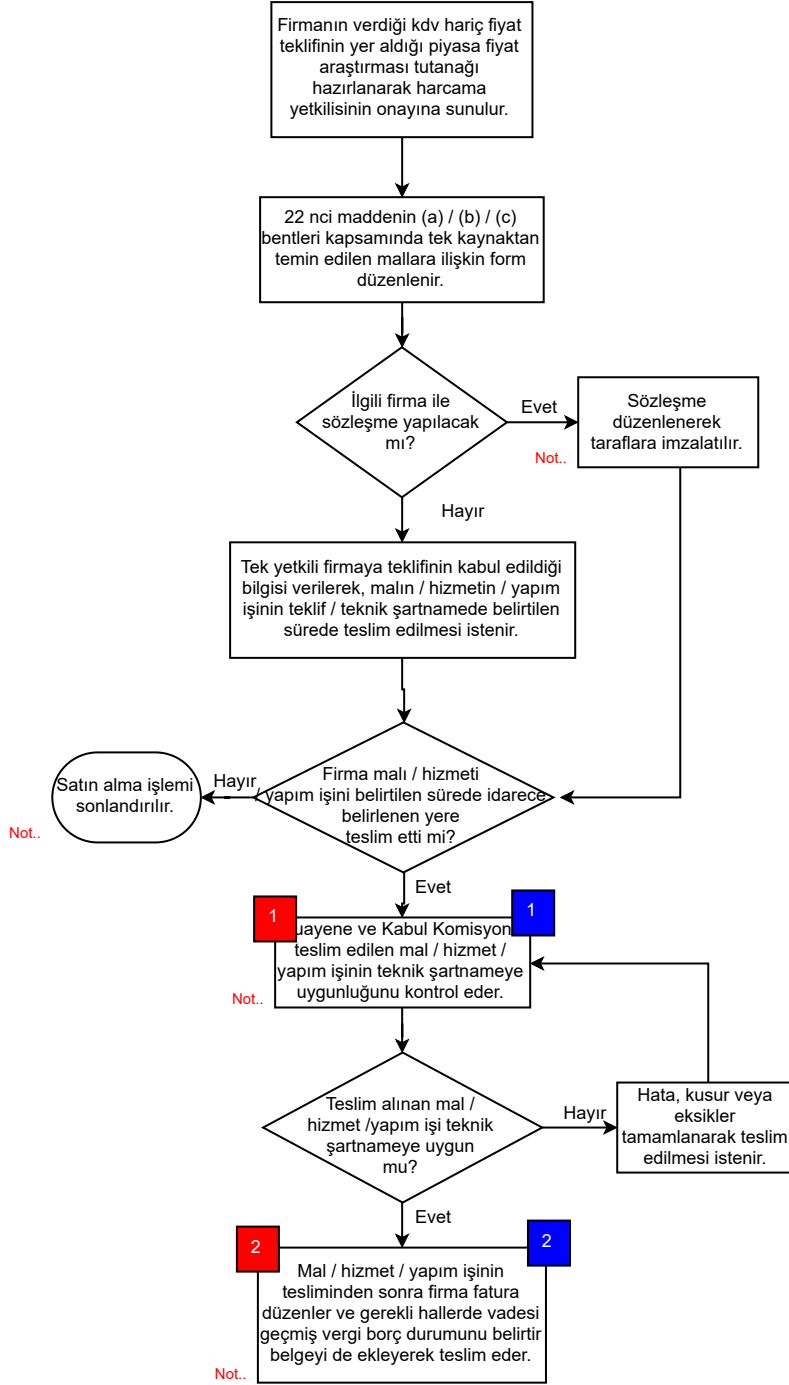 Firmanın verdiği kdv hariç fiyat
teklifinin yer aldığı piyasa fiyat
araştırması tutanağı
hazırlanarak harcama
yetkilisinin onayına sunulur.
22 nci maddenin (a) / (b) / (c)
bentleri kapsamında tek kaynaktan
temin edilen mallara ilişkin form
düzenlenir.
İlgili firma ile
sözleşme yapılacak
mı?
Evet
Not..
Sözleşme
düzenlenerek
taraflara imzalatılır.
Hayır
Tek yetkili firmaya teklifinin kabul edildiği
bilgisi verilerek, malın / hizmetin / yapım
işinin teklif / teknik şartnamede belirtilen
sürede teslim edilmesi istenir.
Firma malı / hizmeti
/ yapım işini belirtilen sürede idarece
belirlenen yere
teslim etti mi?
Hayır
Satın alma işlemi
sonlandırılır.
Not..
Evet
1
1
teslim edilen mal / hizmet /
yapım işinin teknik şartnameye
uygunluğunu kontrol eder.
Not..
Teslim alınan mal /
hizmet /yapım işi teknik
şartnameye uygun
mu?
Hayır
Hata, kusur veya
eksikler
tamamlanarak teslim
edilmesi istenir.
Evet
2
2
Mal / hizmet / yapım işinin
tesliminden sonra firma fatura
düzenler ve gerekli hallerde vadesi
geçmiş vergi borç durumunu belirtir
belgeyi de ekleyerek teslim eder.
Not..